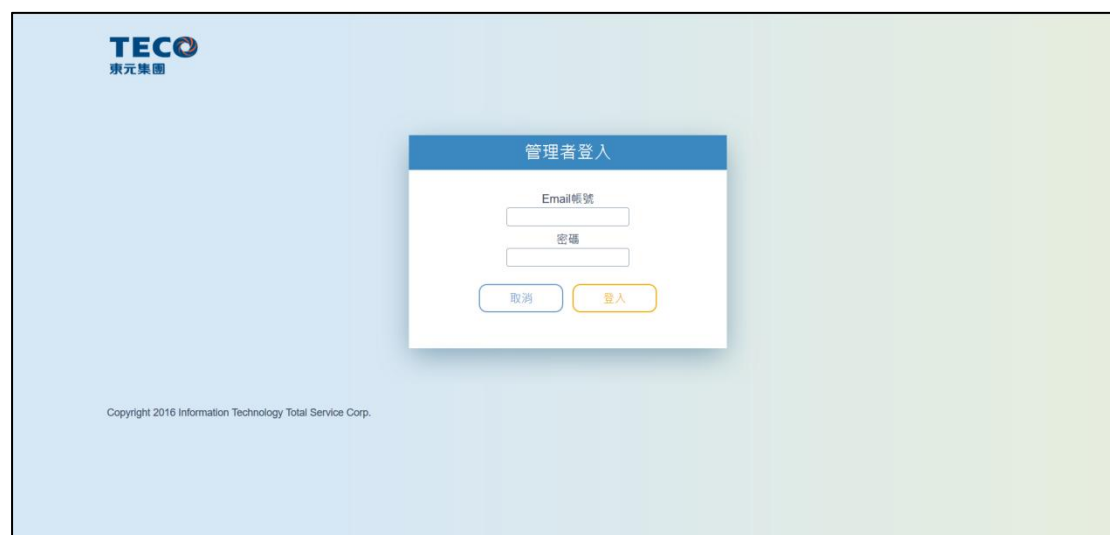 TECO
東元集團
管理者登入
Email帳號
密碼
取消 登入
Copyright 2016 Information Technology Total Service Corp.